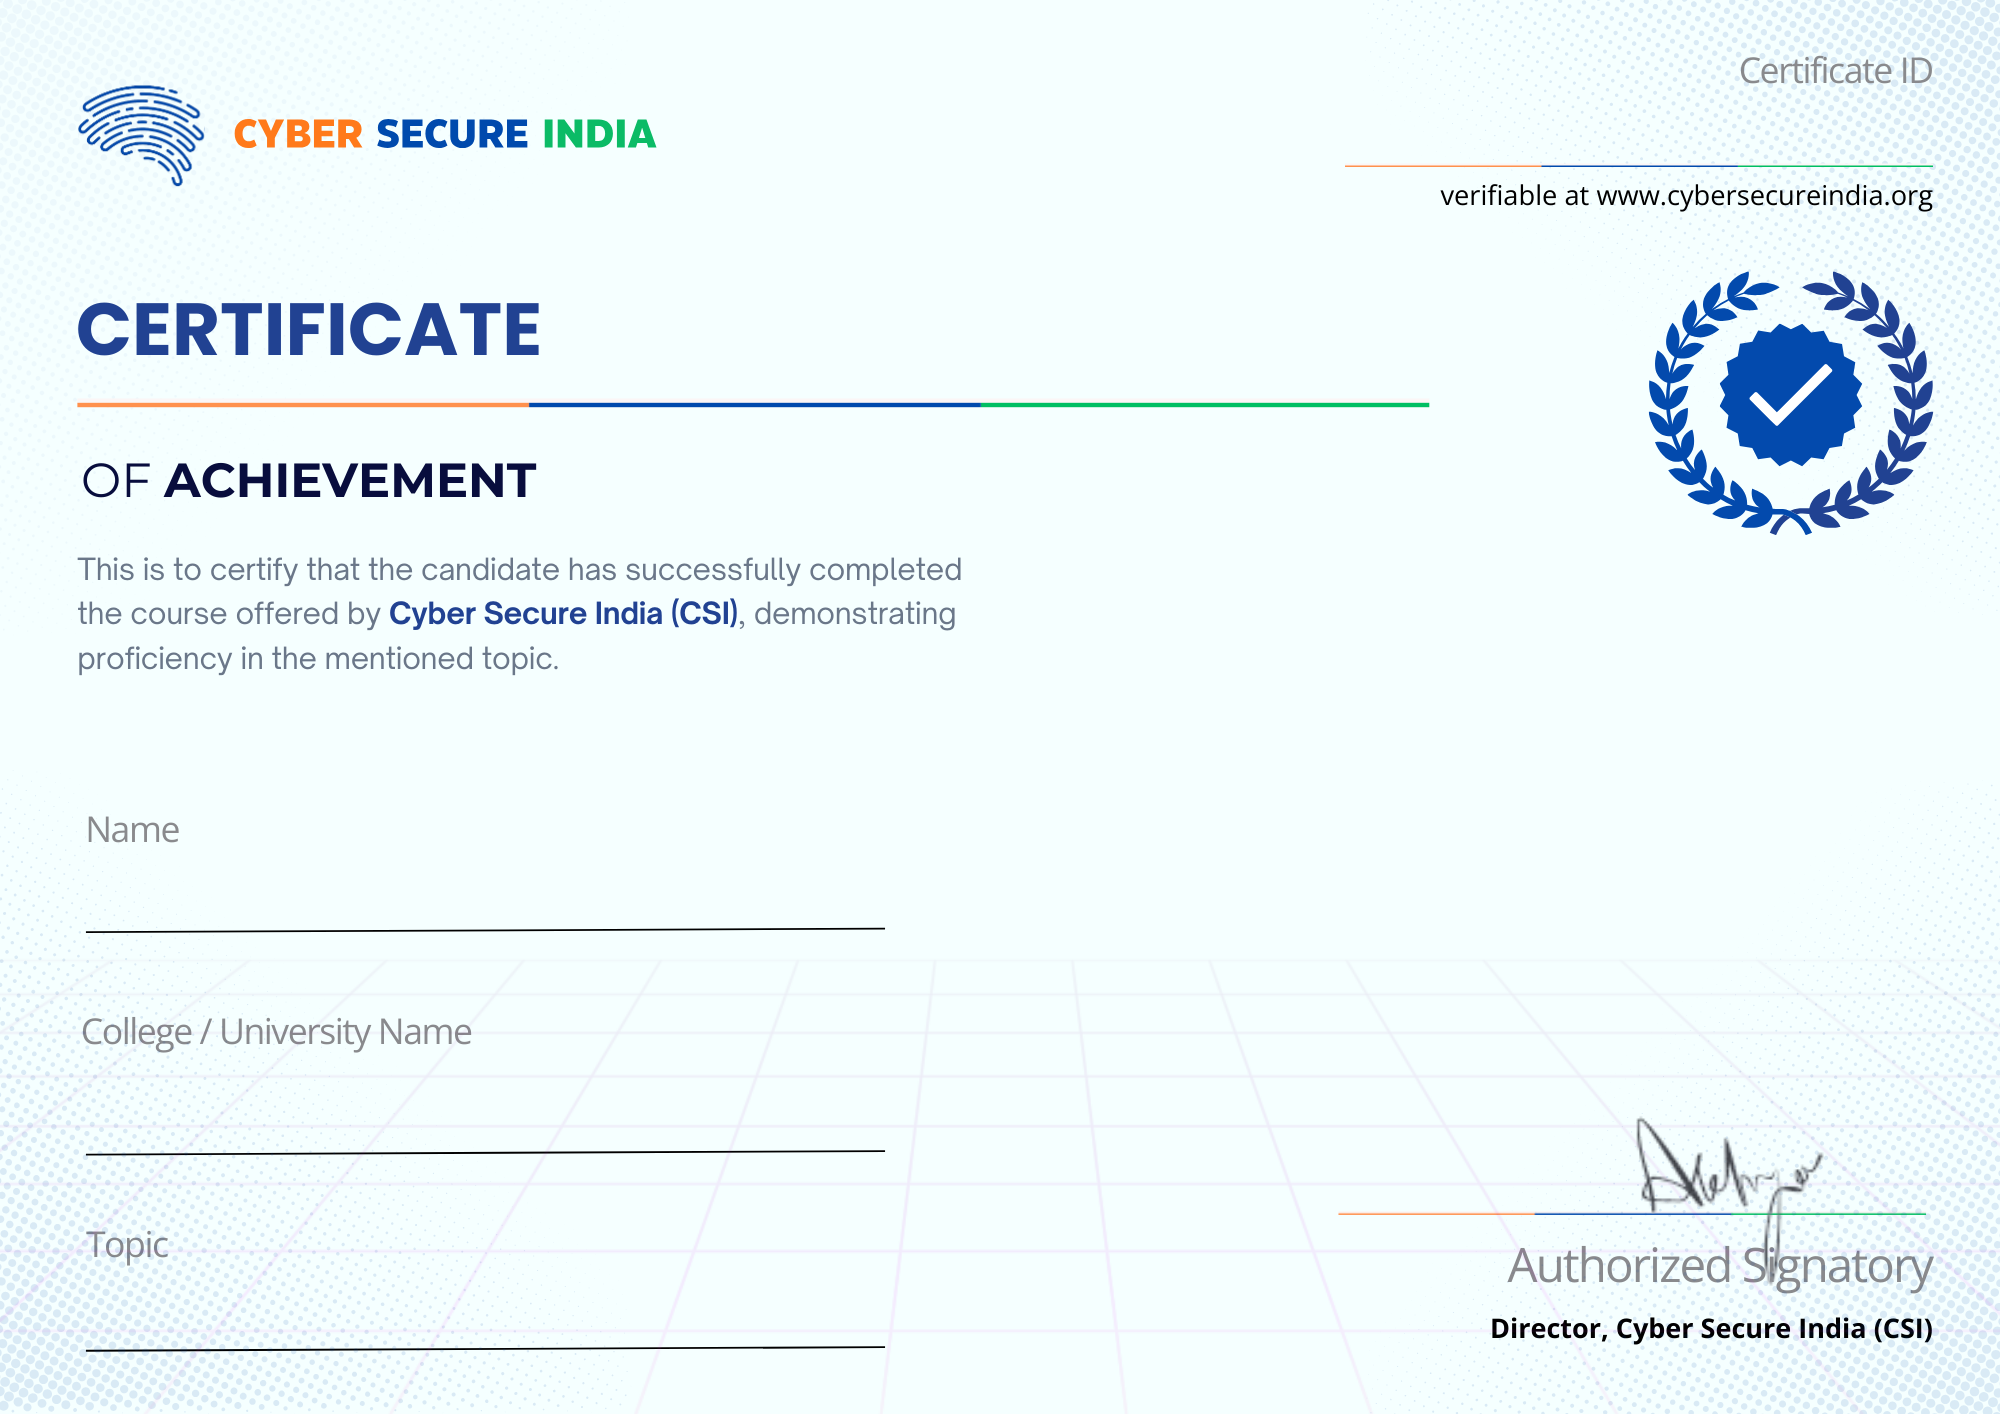 Certificate ID
CYBER SECURE INDIA
verifiable at www.cybersecureindia.org
CERTIFICATE
OF ACHIEVEMENT
This is to certify that the candidate has successfully completed
the course offered by Cyber Secure India (CSI), demonstrating
proficiency in the mentioned topic.
Name
College / University Name
Topic
Authorized Signatory
Director, Cyber Secure India (CSI)